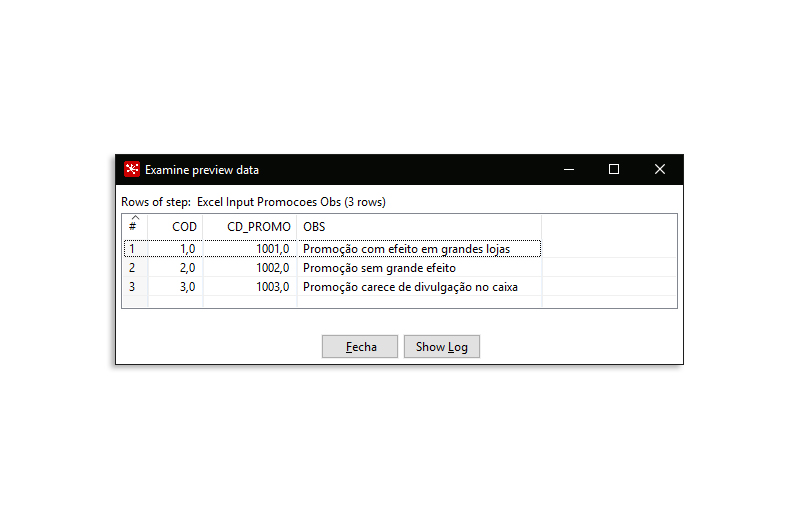 Examine preview data
Rows of step: Excel Input Promocoes Obs (3 rows)
# COD CD_PROMO OBS
1 1,0 1001,0 Promoção com efeito em grandes lojas
2 2,0 1002,0 Promoção sem grande efeito
3 3,0 1003,0 Promoção carece de divulgação no caixa
Fecha Show Log